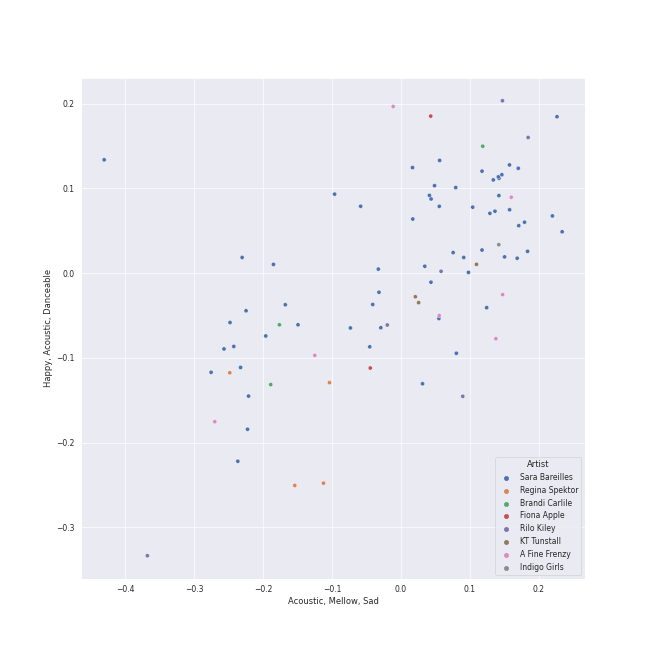 0.2
0.1
0.0
−0.1
−0.2
−0.3
Happy, Acoustic, Danceable
−0.4 −0.3 −0.2 −0.1 0.0 0.1 0.2
Acoustic, Mellow, Sad
Artist
Sara Bareilles
Regina Spektor
Brandi Carlile
Fiona Apple
Rilo Kiley
KT Tunstall
A Fine Frenzy
Indigo Girls